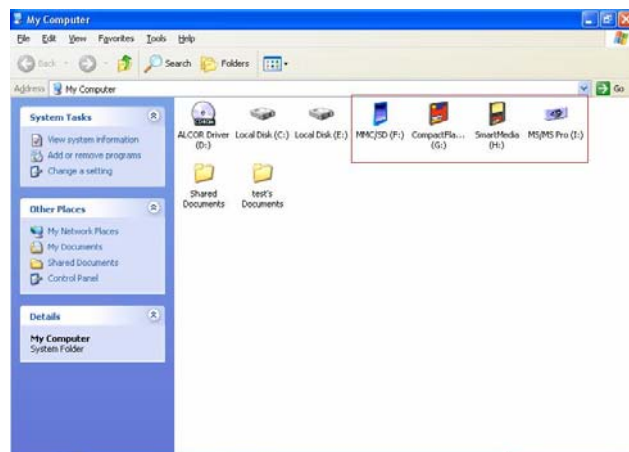 My Computer
File Edit View Favorites Tools Help
Back Search Folders
Address My Computer Go
System Tasks
View system information
Add or remove programs
Change a setting
Other Places
My Network Places
My Documents
Shared Documents
Control Panel
Details
My Computer
System Folder
ALCOR Driver (D:)
Local Disk (C:)
Local Disk (E:)
MMC/SD (F:)
CompactFla... (G:)
SmartMedia (H:)
MS/MS Pro (I:)
Shared Documents
test's Documents